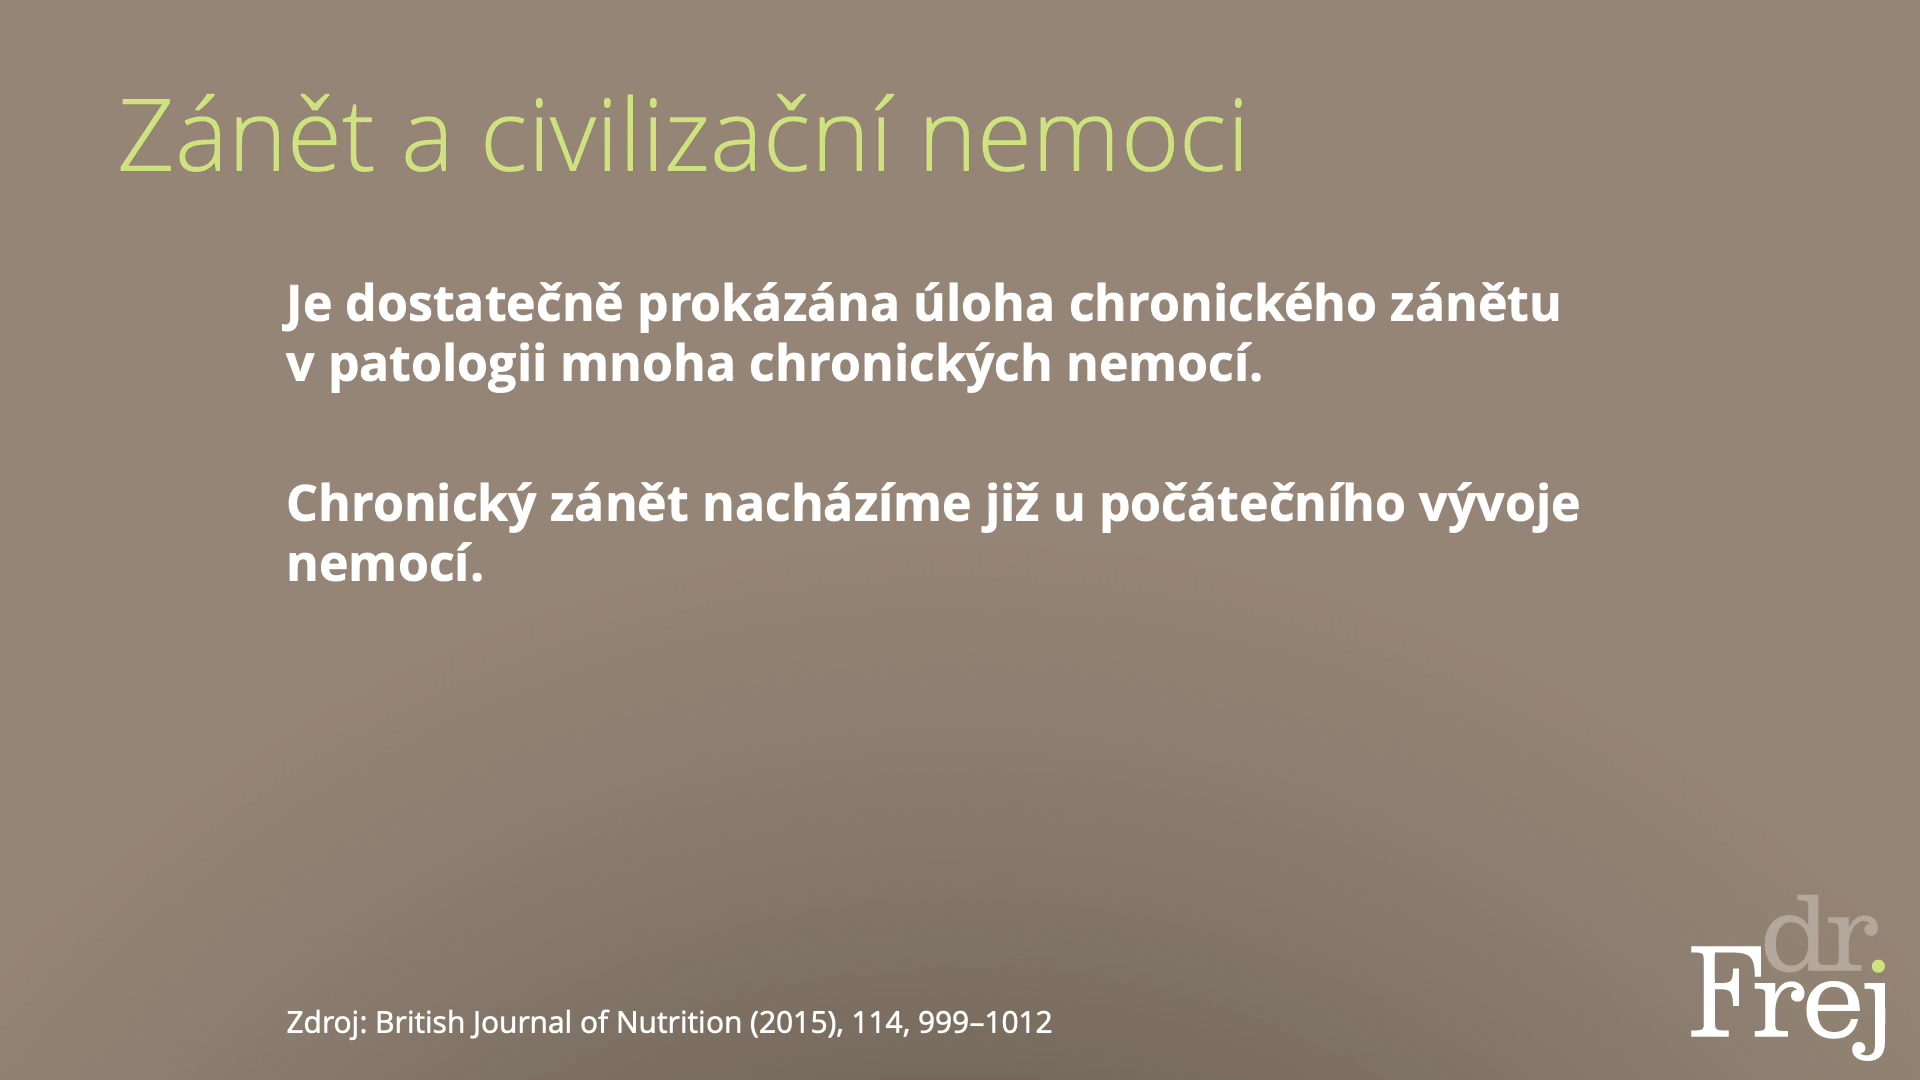 Zánět a civilizační nemoci
Je dostatečně prokázána úloha chronického zánětu
v patologii mnoha chronických nemocí.
Chronický zánět nacházíme již u počátečního vývoje
nemocí.
Zdroj: British Journal of Nutrition (2015), 114, 999–1012
dr.
Frej